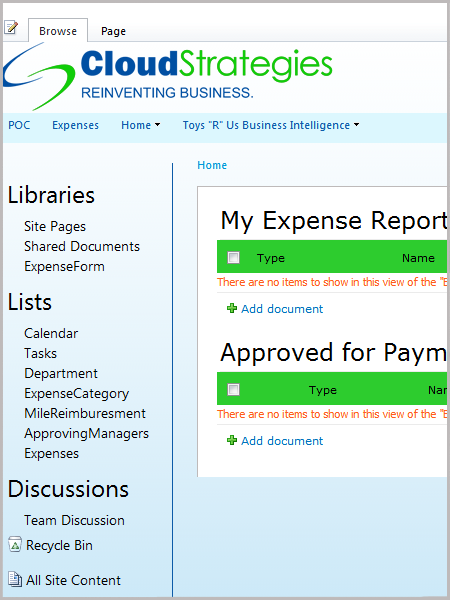 Browse Page
CloudStrategies
REINVENTING BUSINESS.
POC Expenses Home Toys "R" Us Business Intelligence
Home
Libraries
Site Pages
Shared Documents
ExpenseForm
Lists
Calendar
Tasks
Department
ExpenseCategory
MileReimburesment
ApprovingManagers
Expenses
Discussions
Team Discussion
Recycle Bin
All Site Content
My Expense Report
Type Name
There are no items to show in this view of the "E
Add document
Approved for Paym
Type Nar
There are no items to show in this view of the "E
Add document